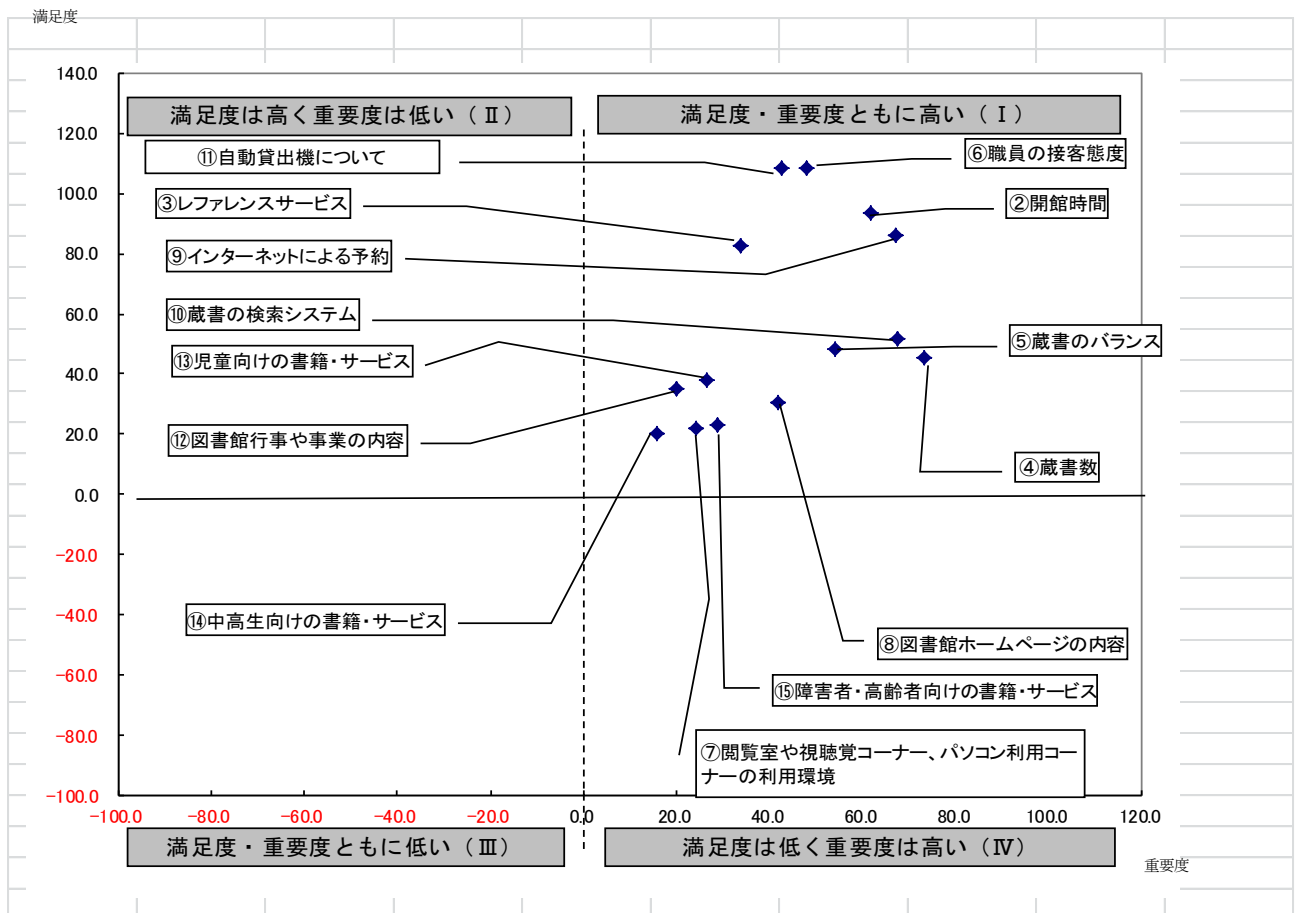 満足度
140.0
満足度は高く重要度は低い（Ⅱ）
満足度・重要度ともに高い（Ⅰ）
120.0
⑪自動貸出機について
⑥職員の接客態度
100.0
③レファレンスサービス
②開館時間
80.0
⑨インターネットによる予約
60.0
⑩蔵書の検索システム
⑤蔵書のバランス
⑬児童向けの書籍・サービス
40.0
⑫図書館行事や事業の内容
④蔵書数
20.0
0.0
−20.0
−40.0
⑭中高生向けの書籍・サービス
⑧図書館ホームページの内容
−60.0
⑮障害者・高齢者向けの書籍・サービス
−80.0
⑦閲覧室や視聴覚コーナー、パソコン利用コー
ナーの利用環境
−100.0
−100.0 −80.0 −60.0 −40.0 −20.0 0.0 20.0 40.0 60.0 80.0 100.0 120.0
満足度・重要度ともに低い（Ⅲ）
満足度は低く重要度は高い（Ⅳ）
重要度